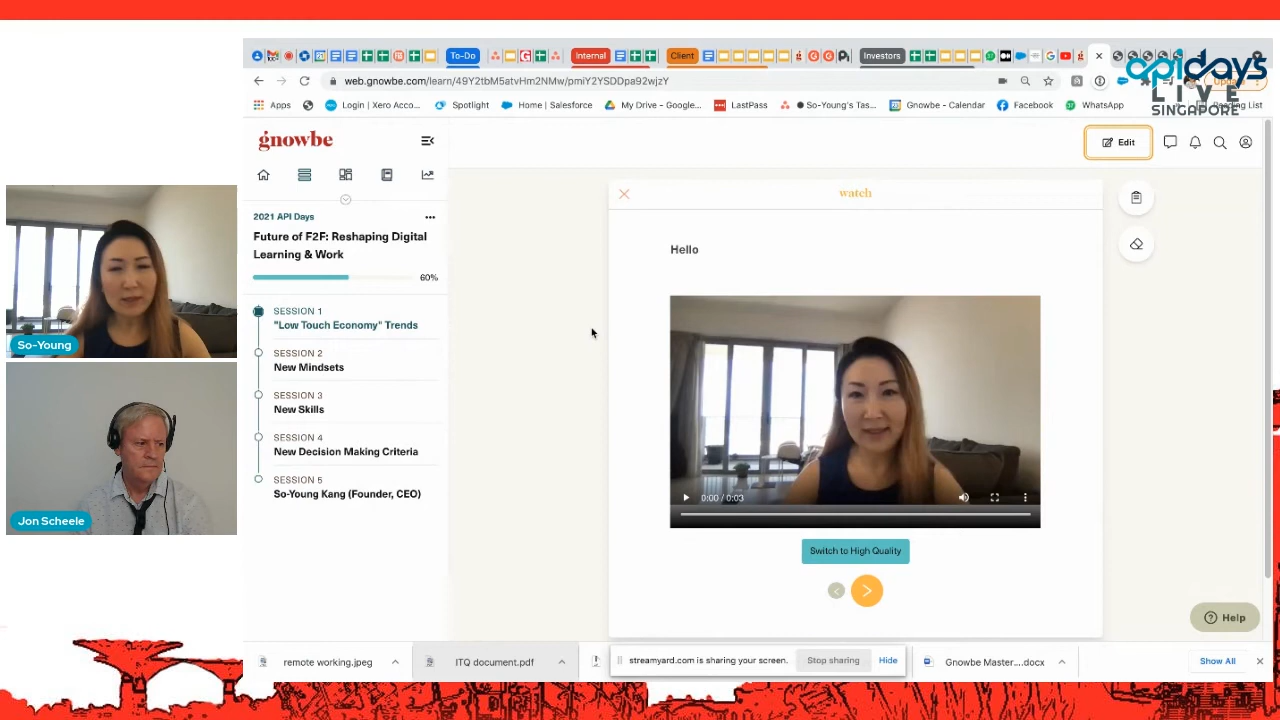 To-Do
Internal
Client
Investors
web.gnowbe.com/learn/49Y2tbM5atvHm2NMw/pmiY2YSDDpa92wjzY
apidays
LIVE
SINGAPORE
Apps
Login | Xero Acco...
Spotlight
Home | Salesforce
My Drive – Google...
LastPass
So-Young's Tas...
Gnowbe - Calendar
Facebook
WhatsApp
gnowbe
Edit
2021 API Days
Future of F2F: Reshaping Digital
Learning & Work
60%
SESSION 1
"Low Touch Economy" Trends
SESSION 2
New Mindsets
SESSION 3
New Skills
SESSION 4
New Decision Making Criteria
SESSION 5
So-Young Kang (Founder, CEO)
watch
Hello
0:00 / 0:03
Switch to High Quality
Help
So-Young
Jon Scheele
remote working.jpeg
ITQ document.pdf
streamyard.com is sharing your screen.
Stop sharing
Hide
Gnowbe Master....docx
Show All